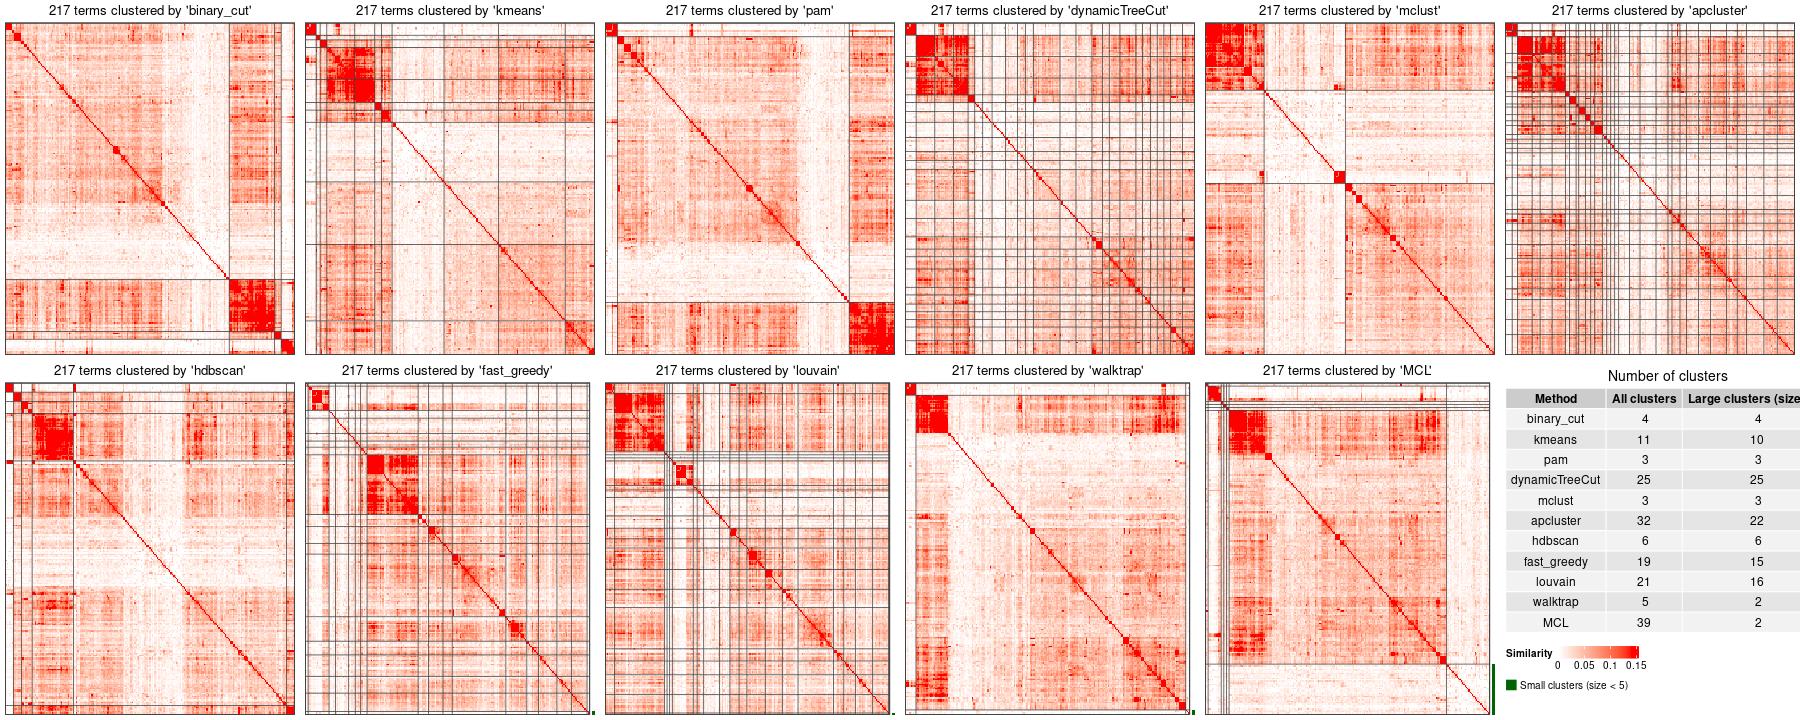 217 terms clustered by 'binary_cut'
217 terms clustered by 'kmeans'
217 terms clustered by 'pam'
217 terms clustered by 'dynamicTreeCut'
217 terms clustered by 'mclust'
217 terms clustered by 'apcluster'
217 terms clustered by 'hdbscan'
217 terms clustered by 'fast_greedy'
217 terms clustered by 'louvain'
217 terms clustered by 'walktrap'
217 terms clustered by 'MCL'
Number of clusters
Method All clusters Large clusters (size
binary_cut 4 4
kmeans 11 10
pam 3 3
dynamicTreeCut 25 25
mclust 3 3
apcluster 32 22
hdbscan 6 6
fast_greedy 19 15
louvain 21 16
walktrap 5 2
MCL 39 2
Similarity
0 0.05 0.1 0.15
Small clusters (size < 5)